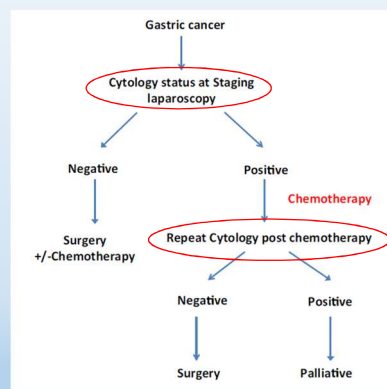 Gastric cancer
Cytology status at Staging
laparoscopy
Negative
Positive
Chemotherapy
Surgery
+/-Chemotherapy
Repeat Cytology post chemotherapy
Negative
Positive
Surgery
Palliative